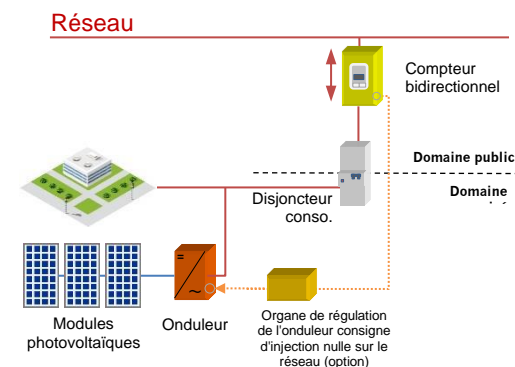 Réseau
Compteur
bidirectionnel
Domaine public
Domaine
Disjoncteur
conso.
Modules
photovoltaïques
Onduleur
Organe de régulation
de l'onduleur consigne
d'injection nulle sur le
réseau (option)